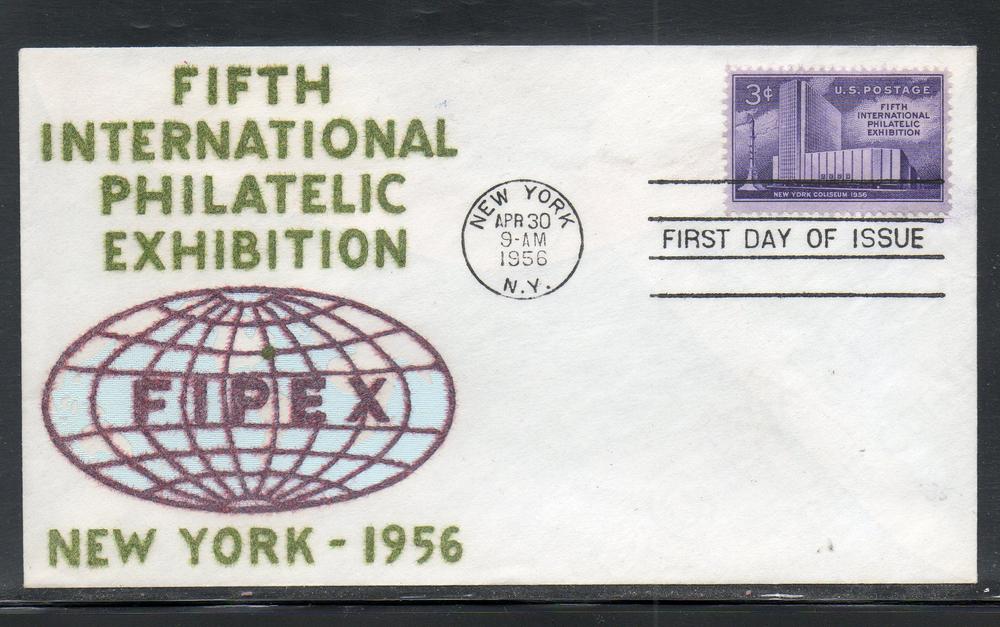 FIFTH
INTERNATIONAL
PHILATELIC
EXHIBITION
FIPEX
NEW YORK - 1956
NEW YORK
APR 30
9-AM
1956
N.Y.
3¢
U.S. POSTAGE
FIFTH
INTERNATIONAL
PHILATELIC
EXHIBITION
NEW YORK COLISEUM 1956
FIRST DAY OF ISSUE